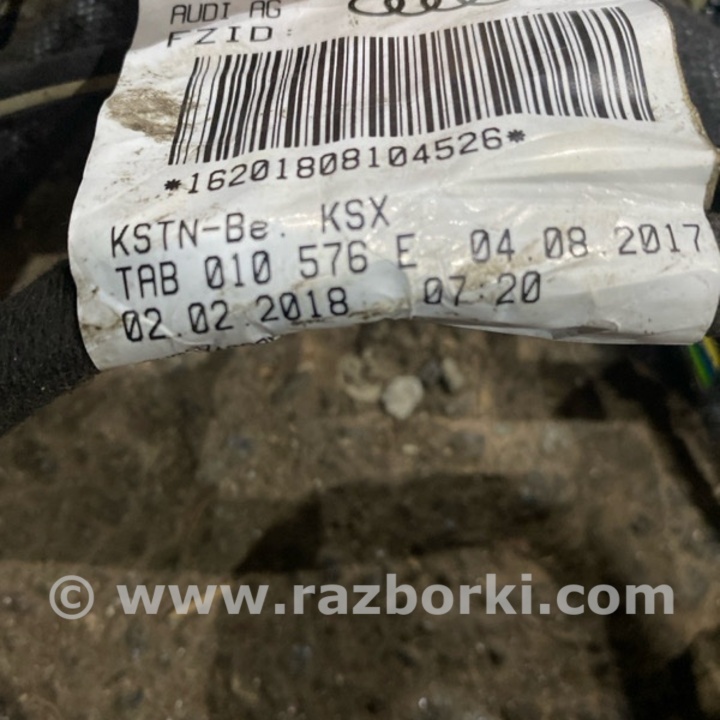 AUDI AG
FZID:
*16201808104526*
KSTN-Be. KSX
TAB 010 576 E 04.08.2017
02.02.2018 07:20
© www.razborki.com